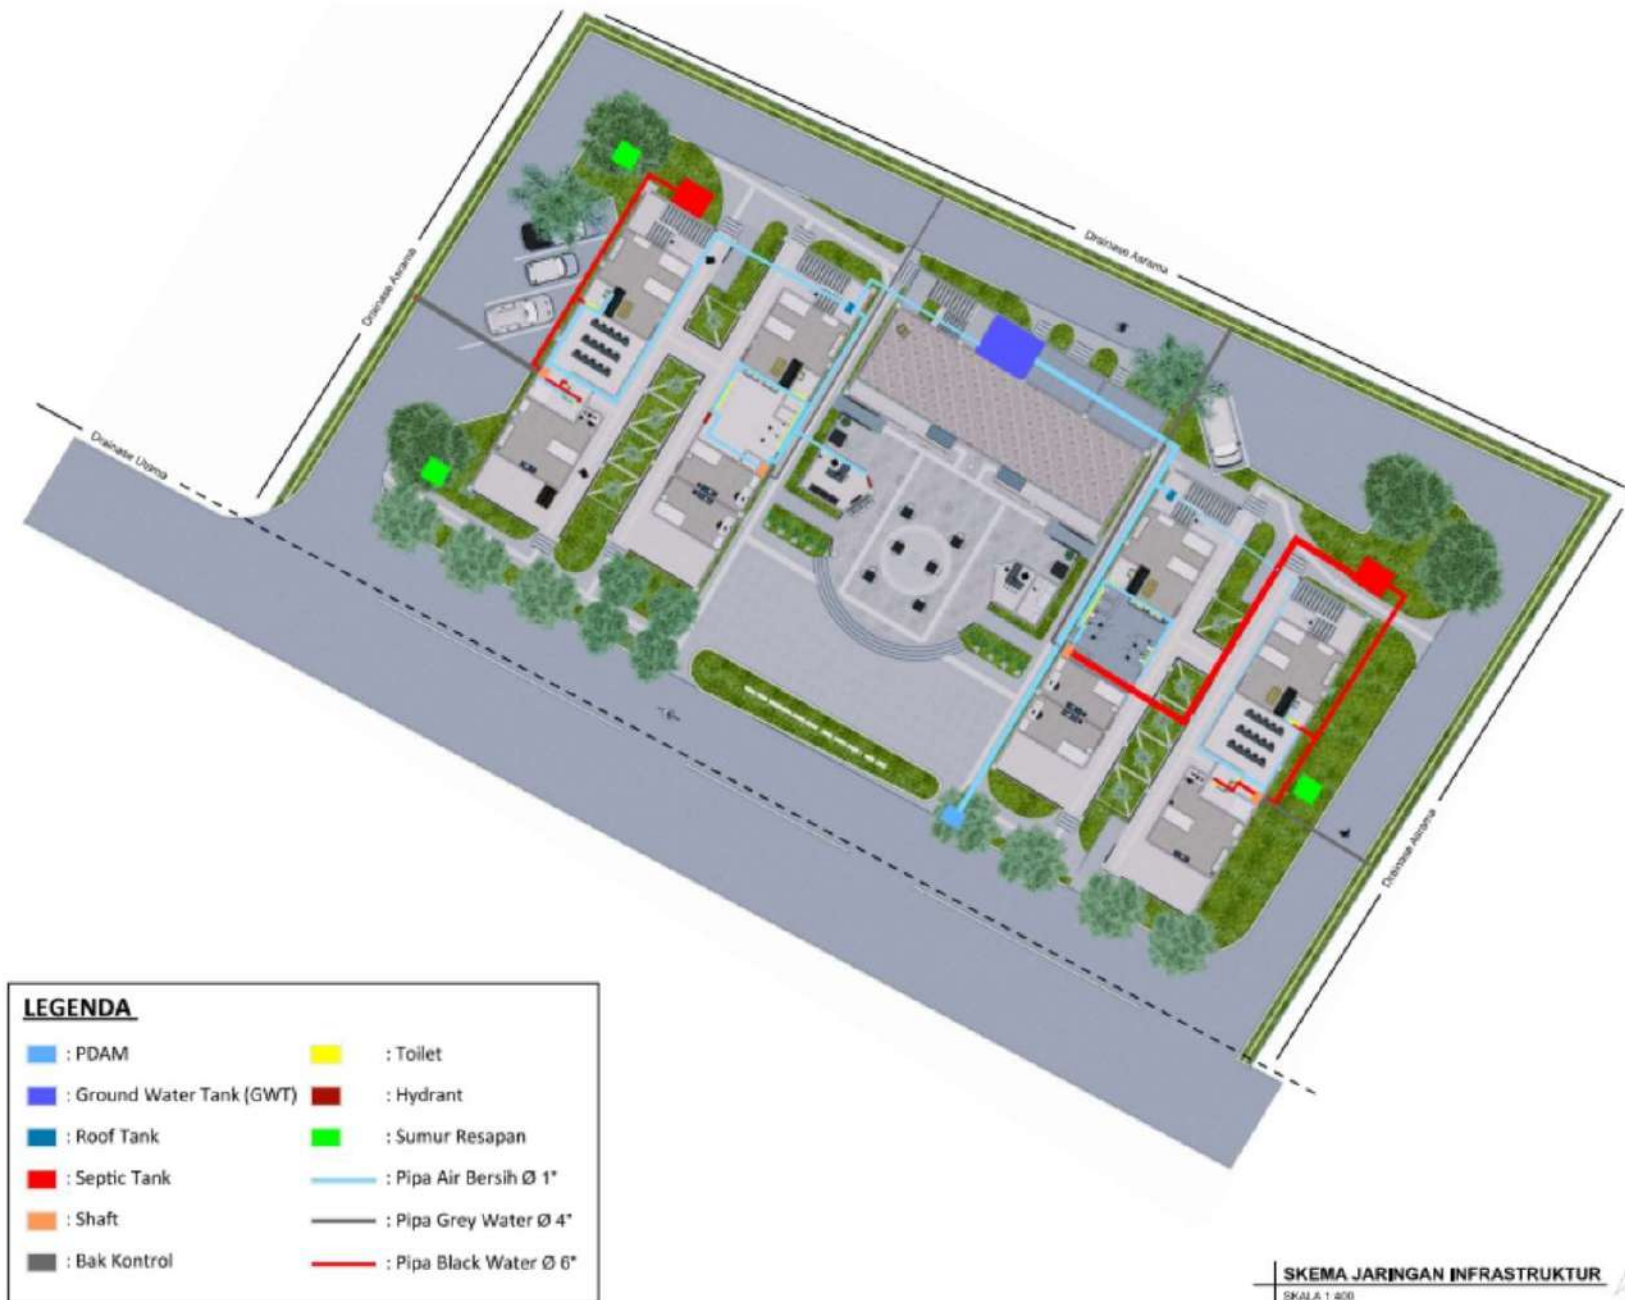 Drainase Asrama
Drainase Asrama
Drainase Utama
Drainase Asrama
LEGENDA
: PDAM
: Ground Water Tank (GWT)
: Roof Tank
: Septic Tank
: Shaft
: Bak Kontrol
: Toilet
: Hydrant
: Sumur Resapan
: Pipa Air Bersih Ø 1"
: Pipa Grey Water Ø 4"
: Pipa Black Water Ø 6"
SKEMA JARINGAN INFRASTRUKTUR
SKALA 1:400